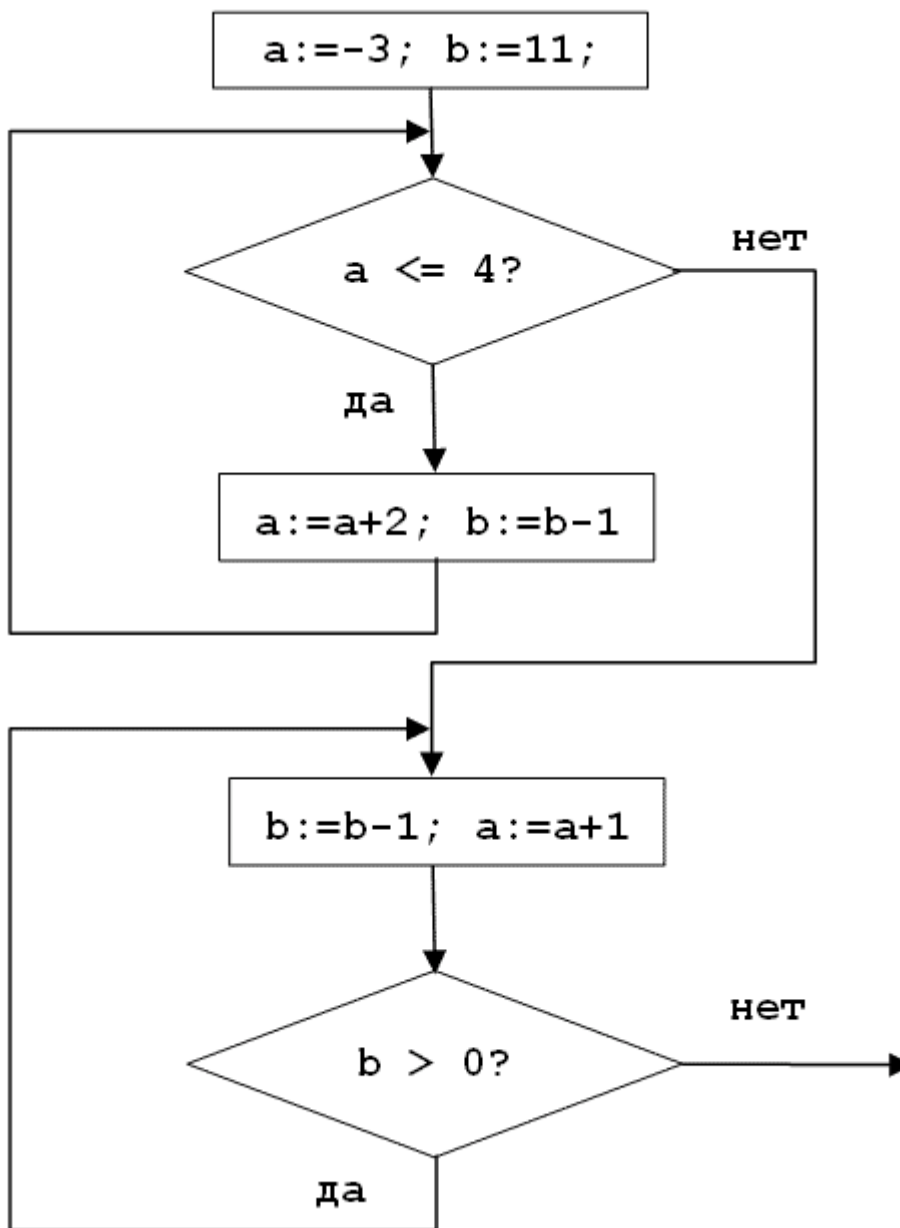 a:=-3; b:=11;
нет
a <= 4?
да
a:=a+2; b:=b-1
b:=b-1; a:=a+1
нет
b > 0?
да